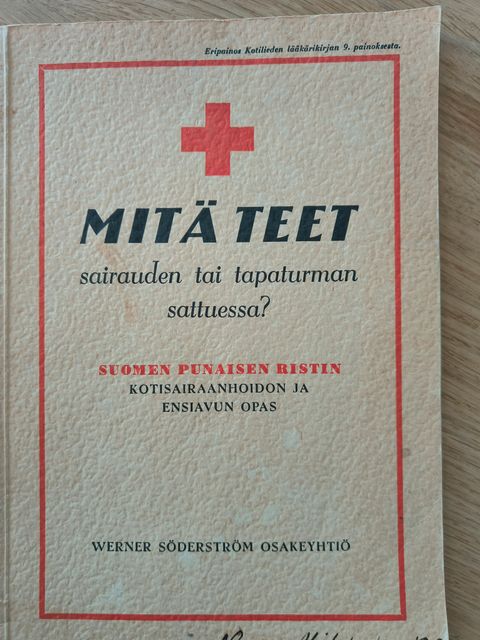 Eripainos Kotilieden lääkärikirjan 9. painoksesta.
MITÄ TEET
sairauden tai tapaturman
sattuessa?
SUOMEN PUNAISEN RISTIN
KOTISAIRAANHOIDON JA
ENSIAVUN OPAS
WERNER SÖDERSTRÖM OSAKEYHTIÖ